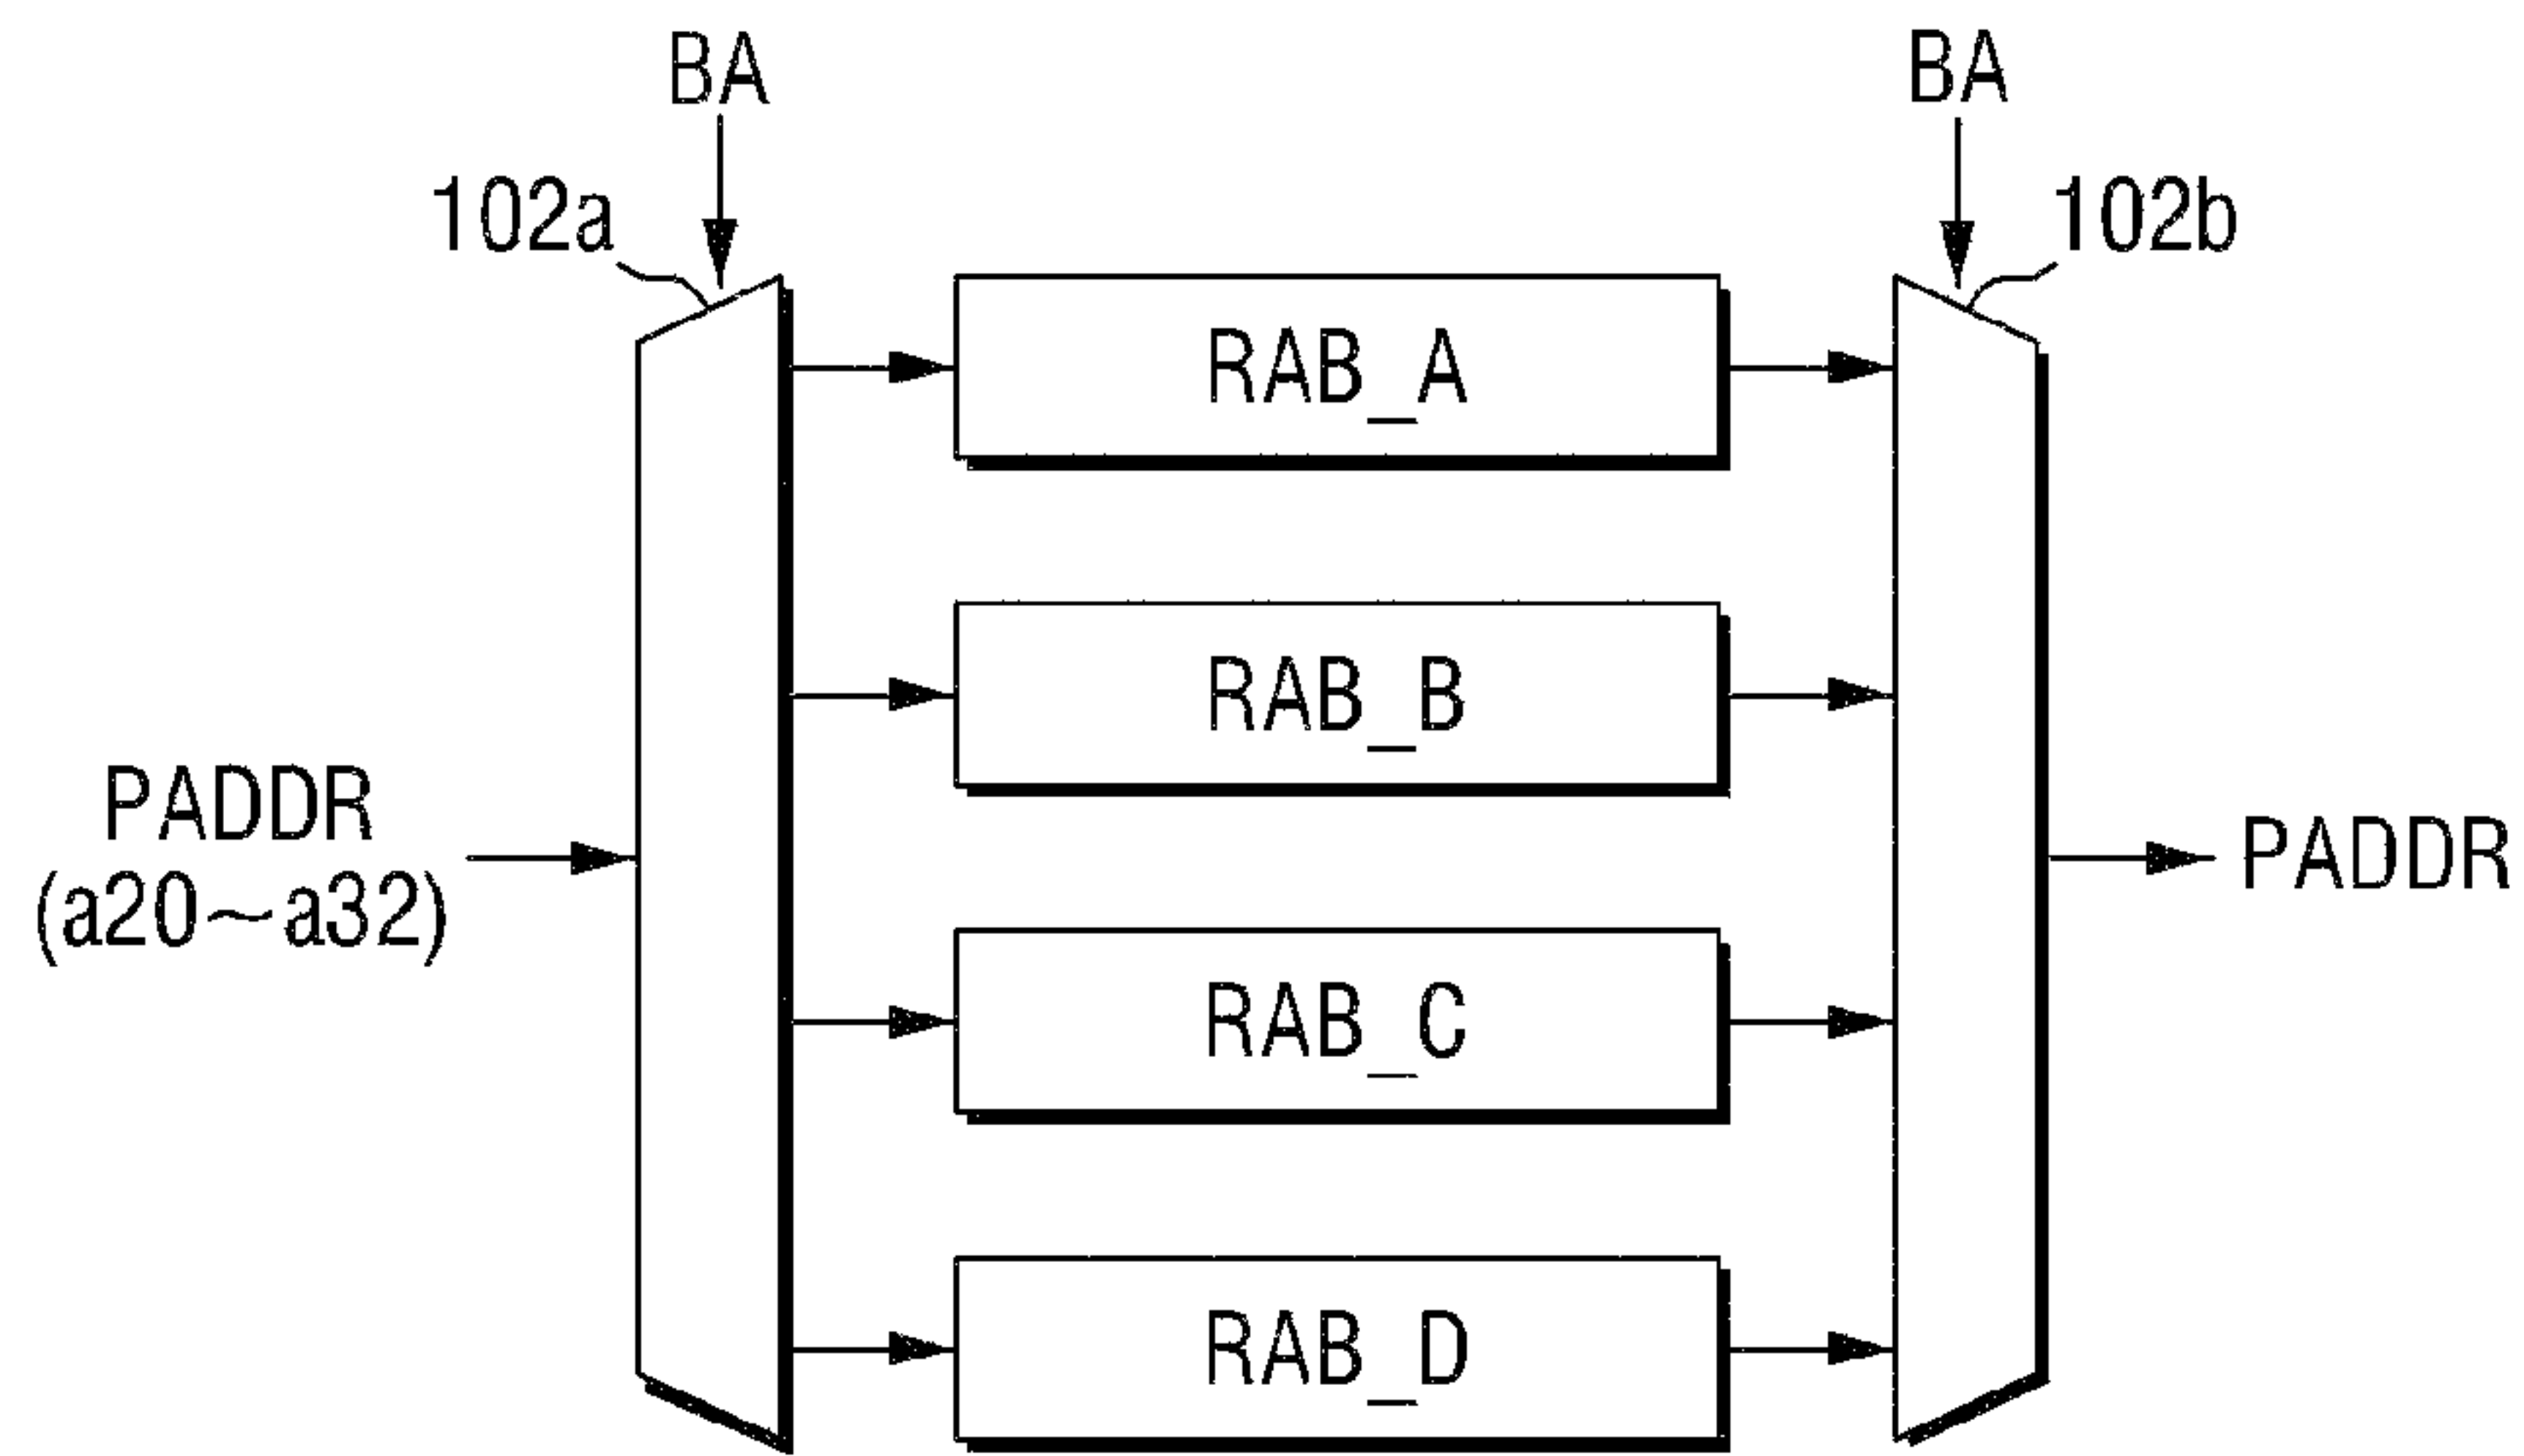 BA
BA
102a
102b
RAB_A
RAB_B
PADDR
(a20~a32)
PADDR
RAB_C
RAB_D